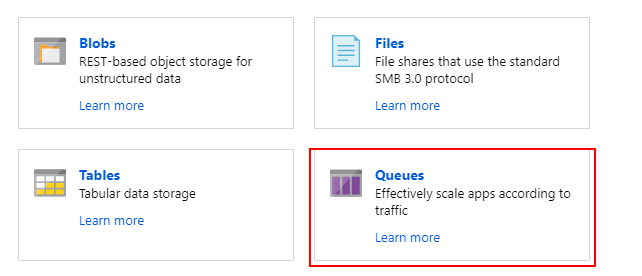 Blobs
REST-based object storage for
unstructured data
Learn more
Files
File shares that use the standard
SMB 3.0 protocol
Learn more
Tables
Tabular data storage
Learn more
Queues
Effectively scale apps according to
traffic
Learn more